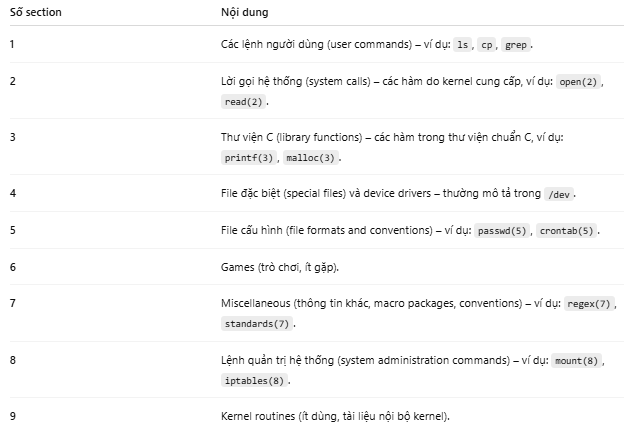 Số section Nội dung
1 Các lệnh người dùng (user commands) – ví dụ: ls, cp, grep.
2 Lời gọi hệ thống (system calls) – các hàm do kernel cung cấp, ví dụ: open(2),
read(2).
3 Thư viện C (library functions) – các hàm trong thư viện chuẩn C, ví dụ:
printf(3), malloc(3).
4 File đặc biệt (special files) và device drivers – thường mô tả trong /dev.
5 File cấu hình (file formats and conventions) – ví dụ: passwd(5), crontab(5).
6 Games (trò chơi, ít gặp).
7 Miscellaneous (thông tin khác, macro packages, conventions) – ví dụ: regex(7),
standards(7).
8 Lệnh quản trị hệ thống (system administration commands) – ví dụ: mount(8),
iptables(8).
9 Kernel routines (ít dùng, tài liệu nội bộ kernel).